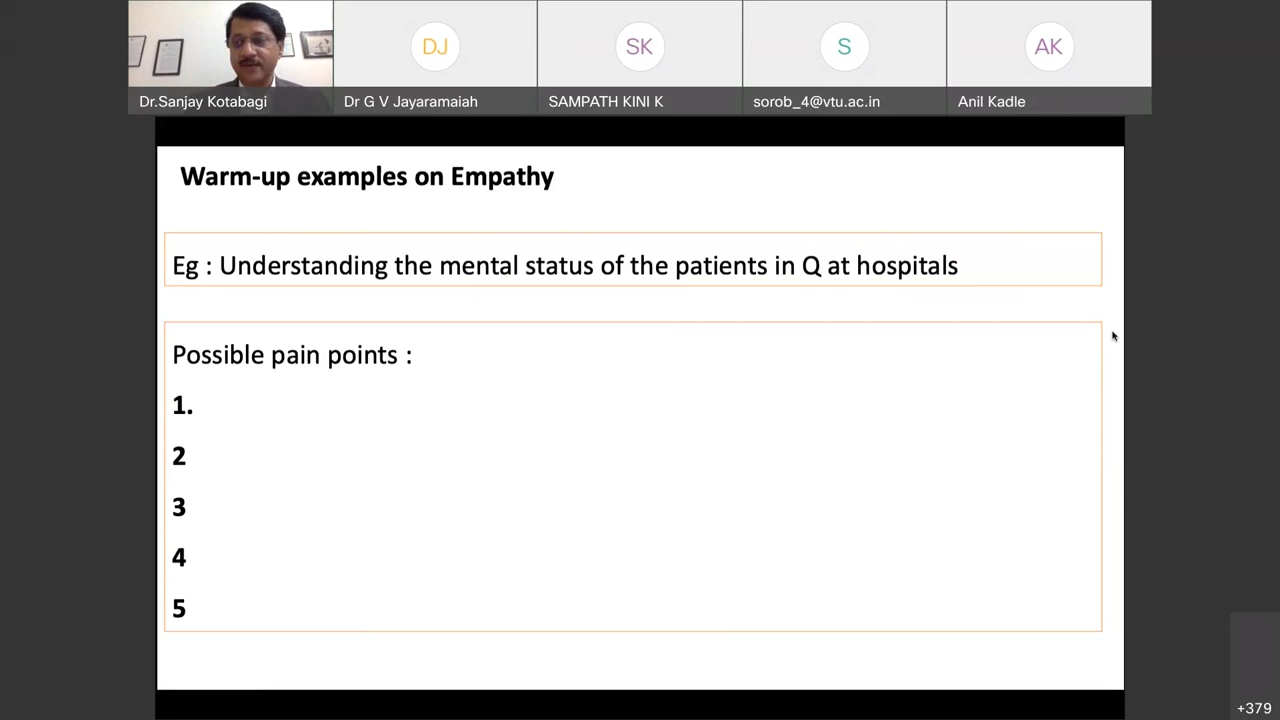 DJ
SK
S
AK
Dr.Sanjay Kotabagi
Dr G V Jayaramaiah
SAMPATH KINI K
sorob_4@vtu.ac.in
Anil Kadle
Warm-up examples on Empathy
Eg : Understanding the mental status of the patients in Q at hospitals
Possible pain points :
1.
2
3
4
5
+379